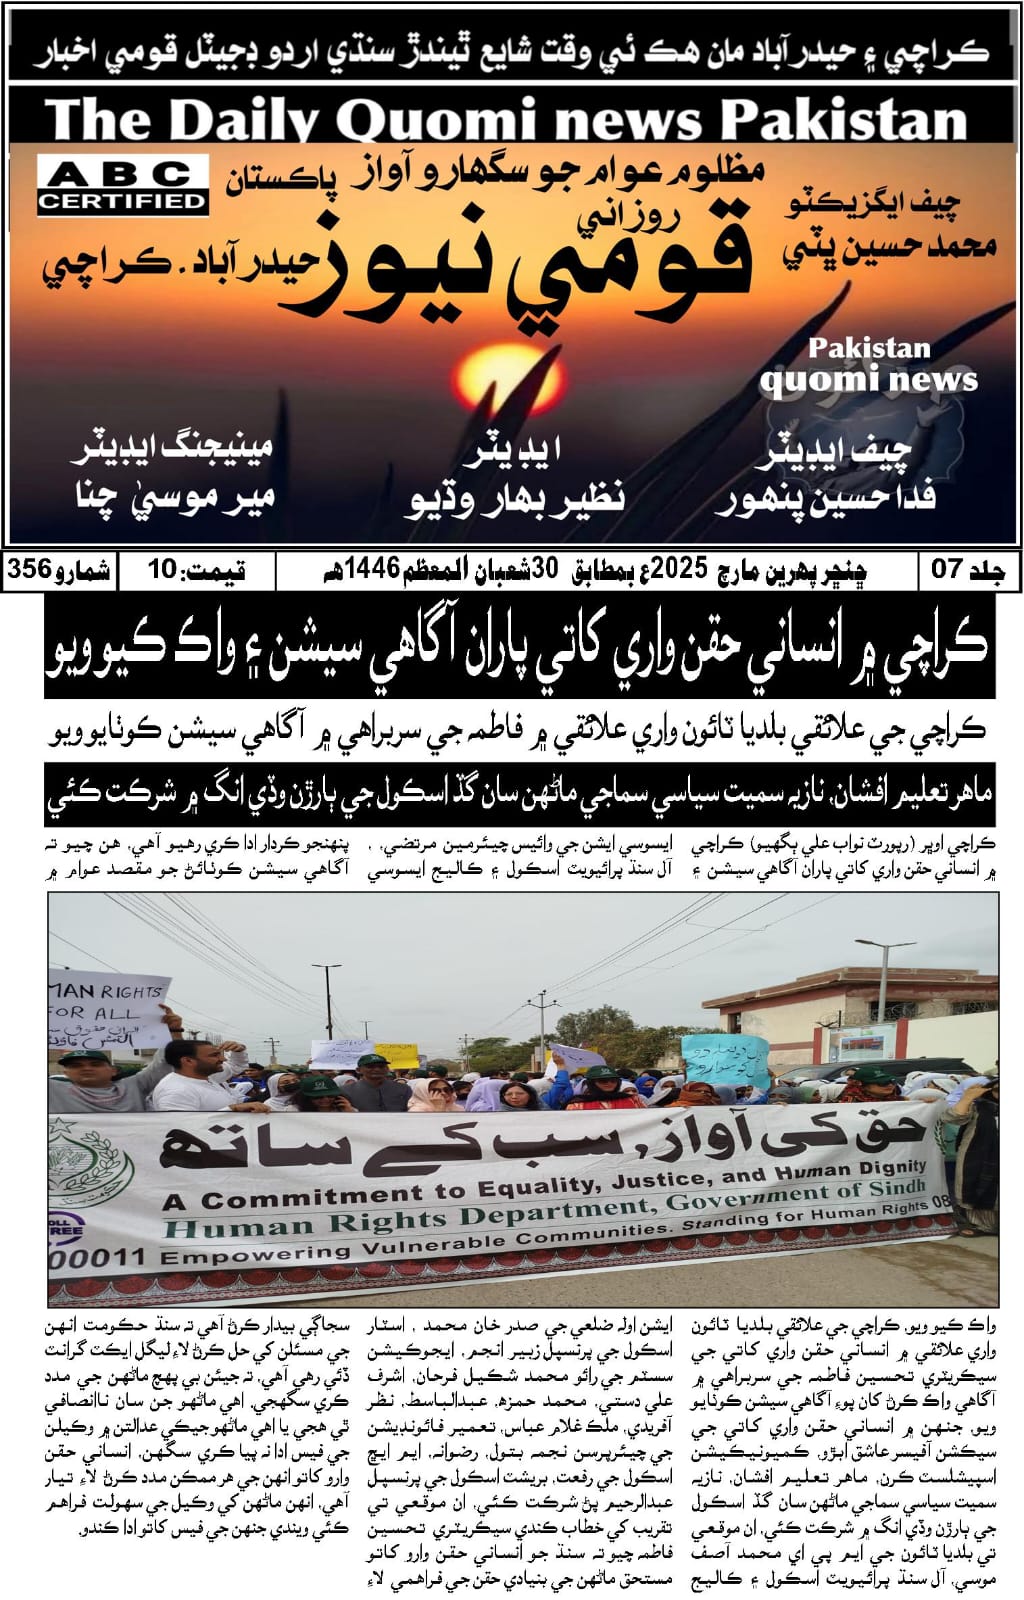 ڪراچي ۽ حيدرآباد مان هڪ ئي وقت شايع ٿيندڙ سنڌي اردو ڊجيٽل قومي اخبار
The Daily Quomi news Pakistan
ABC
CERTIFIED
مظلوم عوام جو سگهارو آواز
پاڪستان
روزاني
قومي نيوز
حيدرآباد . ڪراچي
چيف ايگزيڪٽو
محمد حسين ڀٽي
Pakistan
quomi news
چيف ايڊيٽر
فدا حسين پنهور
ايڊيٽر
نظير بهار وڌيو
مينيجنگ ايڊيٽر
مير موسيٰ چنا
جلد 07
ڇنڇر پهرين مارچ 2025ع بمطابق 30 شعبان المعظم 1446هه
قيمت: 10
شمارو 356
ڪراچي ۾ انساني حقن واري کاتي پاران آگاهي سيشن ۽ واڪ ڪيو ويو
ڪراچي جي علائقي بلديا ٽائون واري علائقي ۾ فاطمه جي سربراهي ۾ آگاهي سيشن ڪوٺايو ويو
ماهر تعليم افشان، نازيه سميت سياسي سماجي ماڻهن سان گڏ اسڪول جي ٻارڙن وڏي انگ ۾ شرڪت ڪئي
ڪراچي اوير (رپورٽ نواب علي ٻگهيو) ڪراچي
۾ انساني حقن واري کاتي پاران آگاهي سيشن ۽
واڪ ڪيو ويو، ڪراچي جي علائقي بلديا ٽائون
واري علائقي ۾ انساني حقن واري کاتي جي
سيڪريٽري تحسين فاطمه جي سربراهي ۾
آگاهي واڪ ڪرڻ کان پوءِ آگاهي سيشن ڪوٺايو
ويو، جنهن ۾ انساني حقن واري کاتي جي
سيڪشن آفيسر عاشق ابڙو، ڪميونيڪيشن
اسپيشلسٽ ڪرن، ماهر تعليم افشان، نازيه
سميت سياسي سماجي ماڻهن سان گڏ اسڪول
جي ٻارڙن وڏي انگ ۾ شرڪت ڪئي، ان موقعي
تي بلديا ٽائون جي ايم پي اي محمد آصف
موسي، آل سنڌ پرائيويٽ اسڪول ۽ ڪاليج
ايسوسي ايشن جي وائيس چيئرمين مرتضي، ،
آل سنڌ پرائيويٽ اسڪول ۽ ڪاليج ايسوسي
ايشن اوله ضلعي جي صدر خان محمد ، اسٽار
اسڪول جي پرنسپل زبير انجم، ايجوڪيشن
سسٽم جي رائو محمد شڪيل فرحان، اشرف
علي دستي، محمد حمزه، عبدالباسط، نظر
آفريدي، ملڪ غلام عباس، تعمير فائونڊيشن
جي چيئرپرسن نجمه بتول، رضوانه، ايم ايڇ
اسڪول جي رفعت، بريشٽ اسڪول جي پرنسپل
عبدالرحيم پڻ شرڪت ڪئي، ان موقعي تي
تقريب کي خطاب ڪندي سيڪريٽري تحسين
فاطمه چيو ته سنڌ جو انساني حقن وارو کاتو
مستحق ماڻهن جي بنيادي حقن جي فراهمي لاءِ
پنهنجو ڪردار ادا ڪري رهيو آهي، هن چيو ته
آگاهي سيشن ڪوٺائڻ جو مقصد عوام ۾
سجاڳي بيدار ڪرڻ آهي ته سنڌ حڪومت انهن
جي مسئلن کي حل ڪرڻ لاءِ ليگل ايڪٽ گرانٽ
ڏئي رهي آهي، ته جيئن بي پهچ ماڻهن جي مدد
ڪري سگهجي. اهي ماڻهو جن سان ناانصافي
ٿي هجي يا اهي ماڻهو جيڪي عدالتن ۾ وڪيلن
جي فيس ادا نه پيا ڪري سگهن، انساني حقن
وارو کاتو انهن جي هر ممڪن مدد ڪرڻ لاءِ تيار
آهي، انهن ماڻهن کي وڪيل جي سهولت فراهم
ڪئي ويندي جنهن جي فيس کاتو ادا ڪندو.
MAN RIGHTS
FOR ALL
حق کی آواز، سب کے ساتھ
A Commitment to Equality, Justice, and Human Dignity
Human Rights Department, Government of Sindh
Empowering Vulnerable Communities. Standing for Human Rights 08
00011